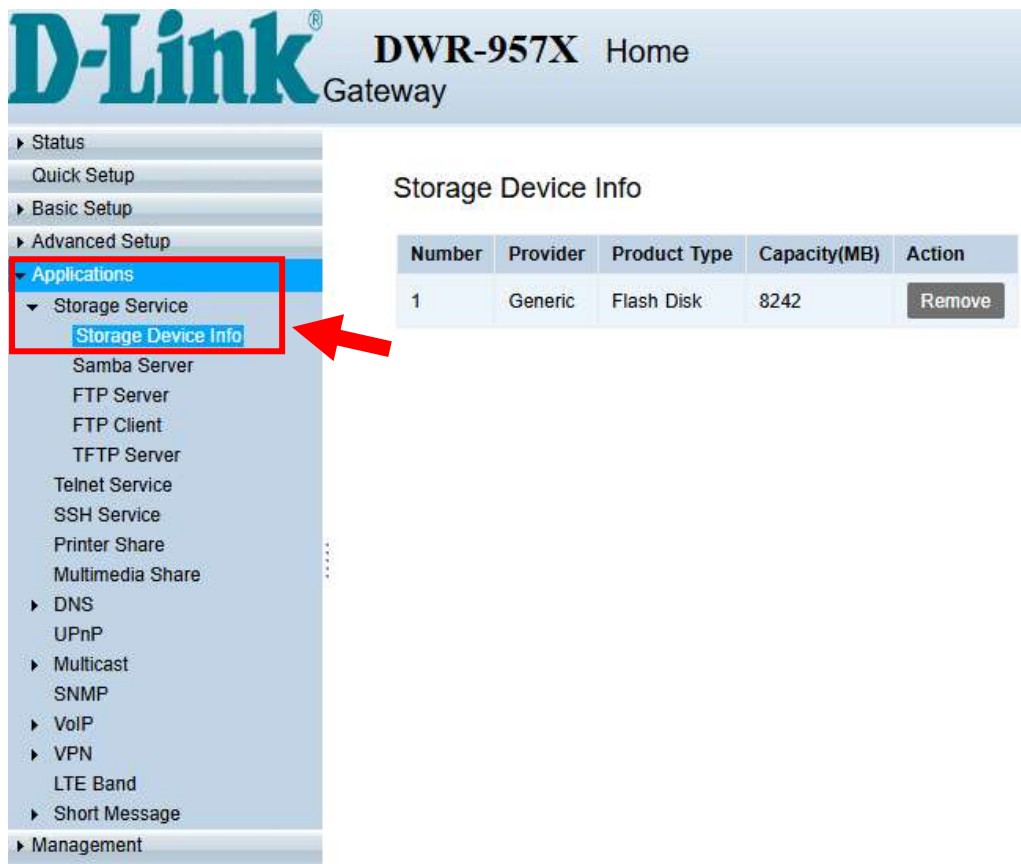 D-Link®
DWR-957X Home
Gateway
Status
Quick Setup
Basic Setup
Advanced Setup
Applications
Storage Service
Storage Device Info
Samba Server
FTP Server
FTP Client
TFTP Server
Telnet Service
SSH Service
Printer Share
Multimedia Share
DNS
UPnP
Multicast
SNMP
VoIP
VPN
LTE Band
Short Message
Management
Storage Device Info
Number Provider Product Type Capacity(MB) Action
1 Generic Flash Disk 8242 Remove